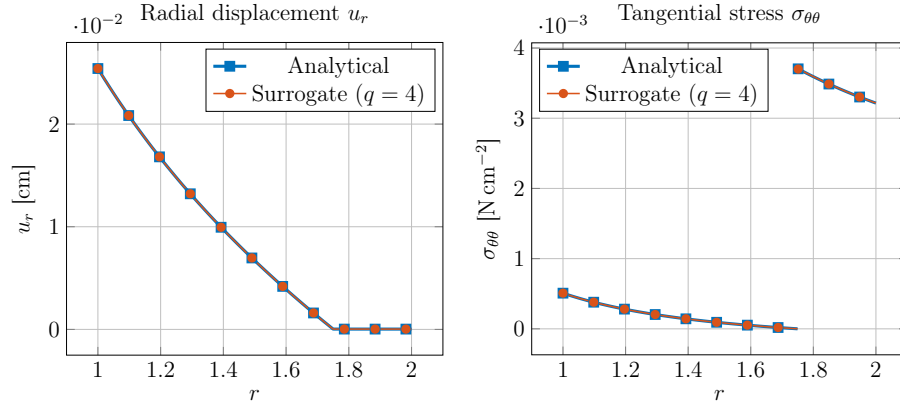 Radial displacement u_r
·10^−2
Analytical
Surrogate (q = 4)
2
1
0
u_r [cm]
1 1.2 1.4 1.6 1.8 2
r
Tangential stress σ_θθ
·10^−3
Analytical
Surrogate (q = 4)
4
3
2
1
0
σ_θθ [N cm^−2]
1 1.2 1.4 1.6 1.8 2
r